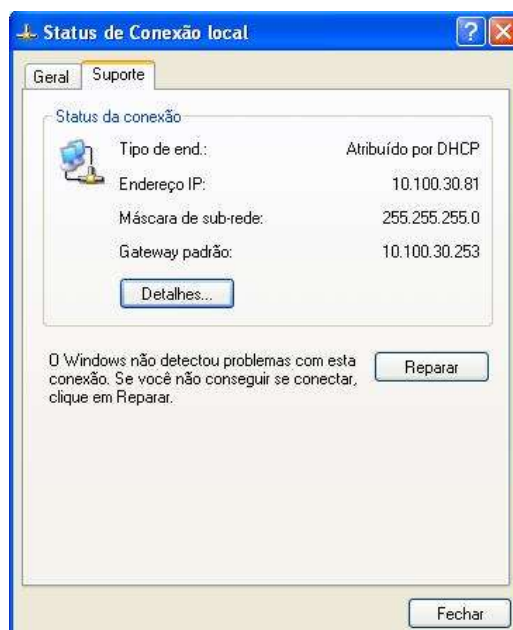 Status de Conexão local
Geral Suporte
Status da conexão
Tipo de end.: Atribuído por DHCP
Endereço IP: 10.100.30.81
Máscara de sub-rede: 255.255.255.0
Gateway padrão: 10.100.30.253
Detalhes...
O Windows não detectou problemas com esta
conexão. Se você não conseguir se conectar,
clique em Reparar.
Reparar
Fechar